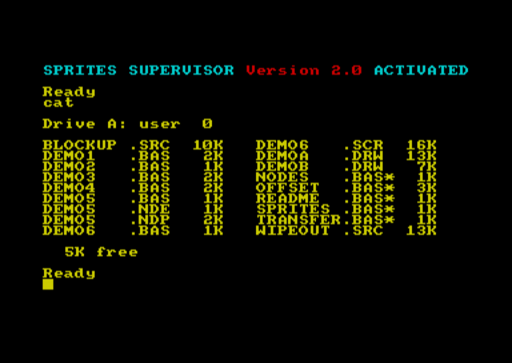 SPRITES SUPERVISOR Version 2.0 ACTIVATED
Ready
cat
Drive A: user  0
BLOCKUP .SRC  10K   DEMO6   .SCR  16K
DEMO1   .BAS   2K   DEMOA   .DRW  13K
DEMO2   .BAS   1K   DEMOB   .DRW   7K
DEMO3   .BAS   2K   NODES   .BAS*  1K
DEMO4   .BAS   2K   OFFSET  .BAS*  3K
DEMO5   .BAS   1K   README  .BAS*  1K
DEMO5   .NDE   1K   SPRITES .BAS*  1K
DEMO5   .NDP   2K   TRANSFER.BAS*  1K
DEMO6   .BAS   1K   WIPEOUT .SRC  13K
5K free
Ready